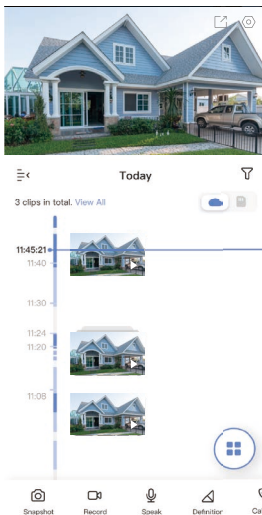 Today
3 clips in total. View All
11:45:21
11:40
11:30
11:24
11:20
11:08
Snapshot
Record
Speak
Definition